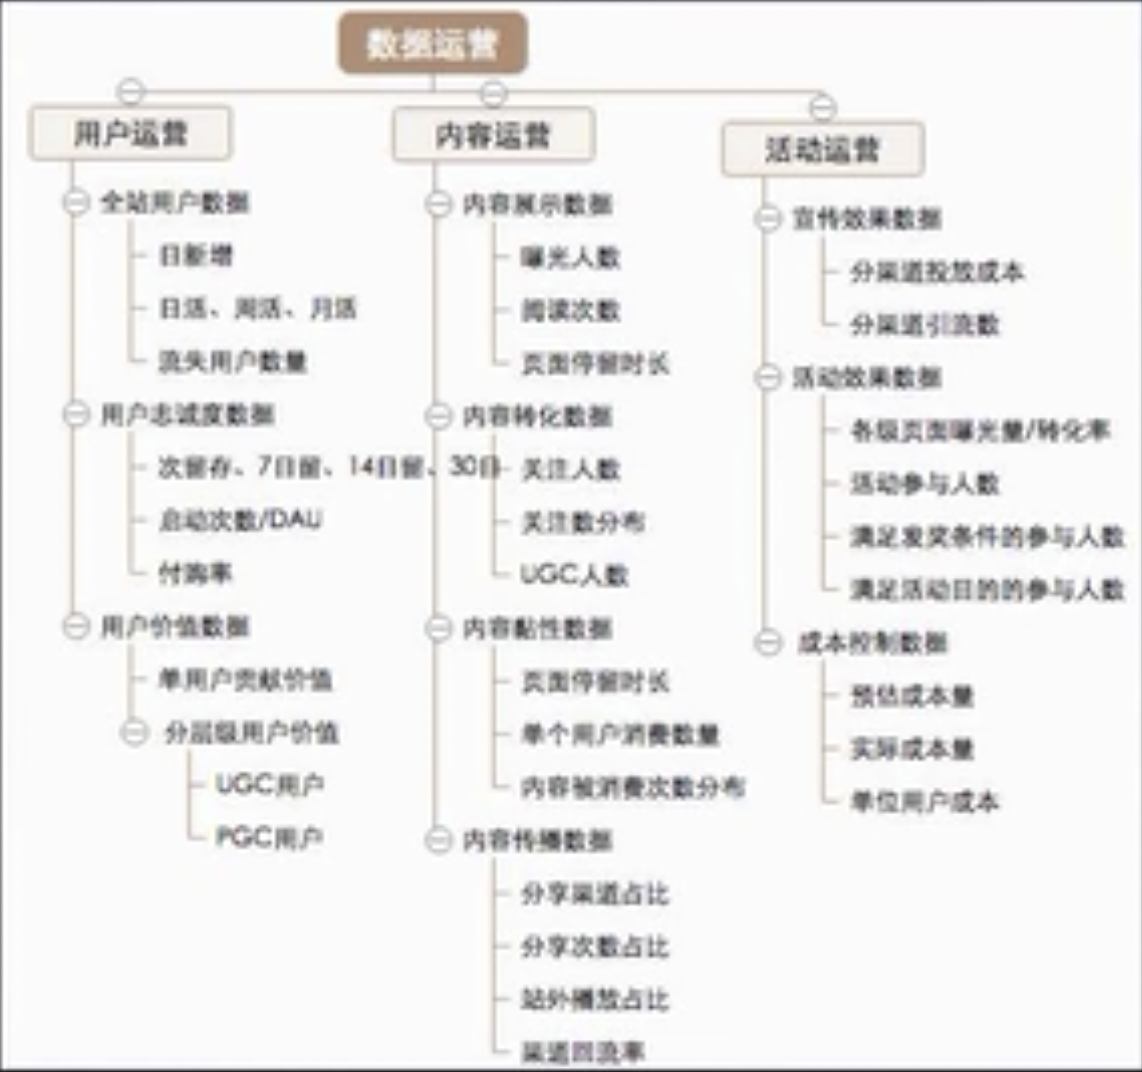 数据运营
用户运营
全站用户数据
日新增
日活、周活、月活
流失用户数量
用户忠诚度数据
次留存、7日留、14日留、30日
启动次数/DAU
付购率
用户价值数据
单用户贡献价值
分层级用户价值
UGC用户
PGC用户
内容运营
内容展示数据
曝光人数
阅读次数
页面停留时长
内容转化数据
关注人数
关注数分布
UGC人数
内容黏性数据
页面停留时长
单个用户消费数量
内容被消费次数分布
内容传播数据
分享渠道占比
分享次数占比
站外播放占比
渠道回流率
活动运营
宣传效果数据
分渠道投放成本
分渠道引流数
活动效果数据
各级页面曝光量/转化率
活动参与人数
满足发奖条件的参与人数
满足活动目的的参与人数
成本控制数据
预估成本量
实际成本量
单位用户成本